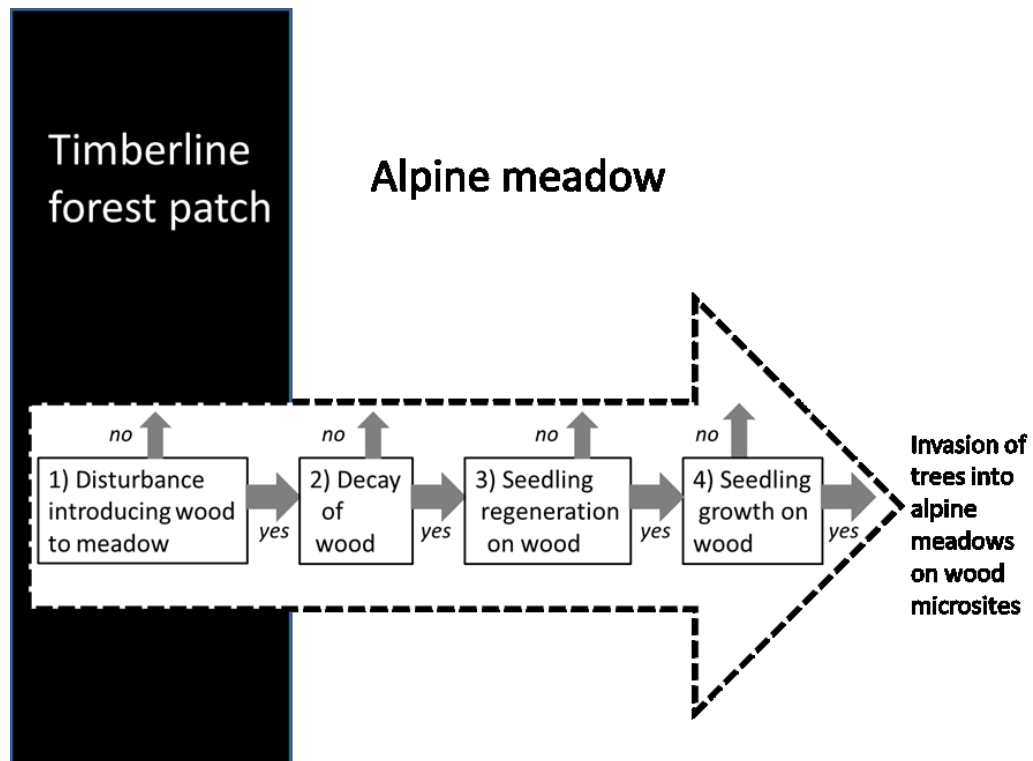 Timberline
forest patch
Alpine meadow
no
no
no
no
1) Disturbance
introducing wood
to meadow
yes
2) Decay
of
wood
yes
3) Seedling
regeneration
on wood
yes
4) Seedling
growth on
wood
yes
Invasion of
trees into
alpine
meadows
on wood
microsites